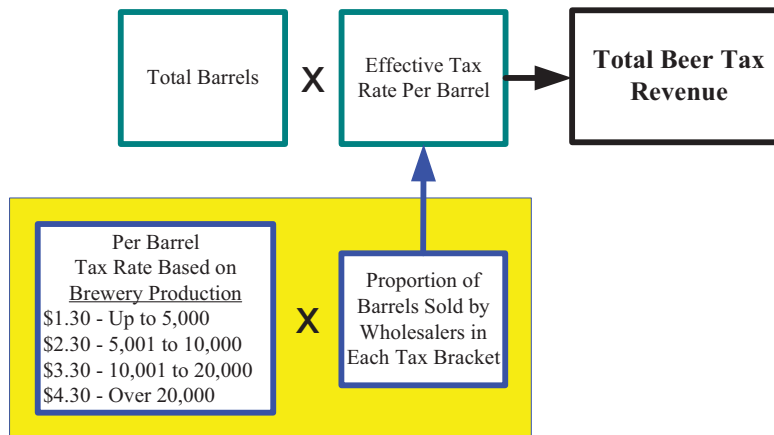 Total Barrels
X
Effective Tax
Rate Per Barrel
Total Beer Tax
Revenue
Per Barrel
Tax Rate Based on
Brewery Production
$1.30 - Up to 5,000
$2.30 - 5,001 to 10,000
$3.30 - 10,001 to 20,000
$4.30 - Over 20,000
X
Proportion of
Barrels Sold by
Wholesalers in
Each Tax Bracket